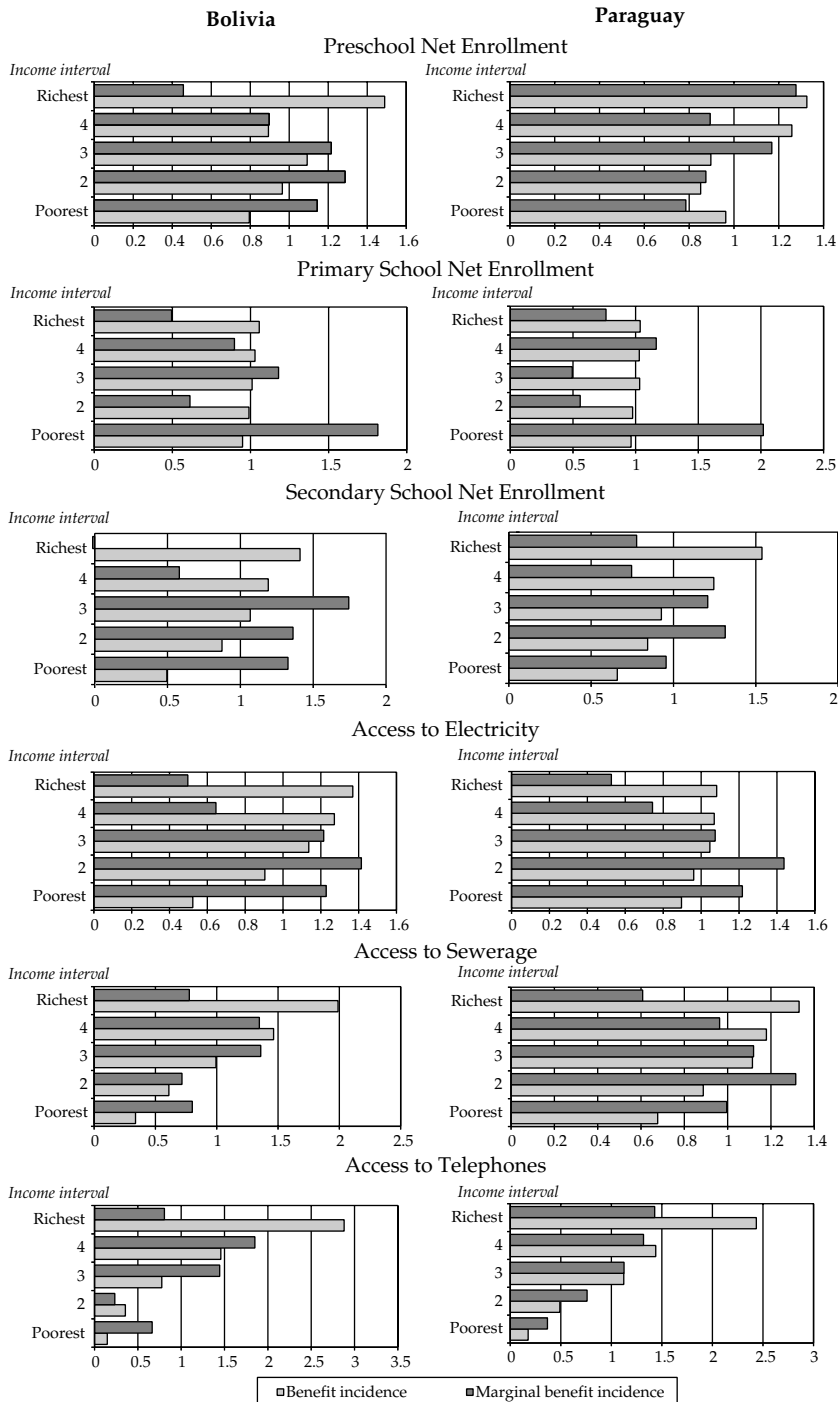 Bolivia Paraguay
Preschool Net Enrollment
Income interval Income interval
Richest Richest
4 4
3 3
2 2
Poorest Poorest
0 0.2 0.4 0.6 0.8 1 1.2 1.4 1.6 0 0.2 0.4 0.6 0.8 1 1.2 1.4
Primary School Net Enrollment
Income interval Income interval
Richest Richest
4 4
3 3
2 2
Poorest Poorest
0 0.5 1 1.5 2 0 0.5 1 1.5 2 2.5
Secondary School Net Enrollment
Income interval Income interval
Richest Richest
4 4
3 3
2 2
Poorest Poorest
0 0.5 1 1.5 2 0 0.5 1 1.5 2
Access to Electricity
Income interval Income interval
Richest Richest
4 4
3 3
2 2
Poorest Poorest
0 0.2 0.4 0.6 0.8 1 1.2 1.4 1.6 0 0.2 0.4 0.6 0.8 1 1.2 1.4 1.6
Access to Sewerage
Income interval Income interval
Richest Richest
4 4
3 3
2 2
Poorest Poorest
0 0.5 1 1.5 2 2.5 0 0.2 0.4 0.6 0.8 1 1.2 1.4
Access to Telephones
Income interval Income interval
Richest Richest
4 4
3 3
2 2
Poorest Poorest
0 0.5 1 1.5 2 2.5 3 3.5 0 0.5 1 1.5 2 2.5 3
Benefit incidence Marginal benefit incidence